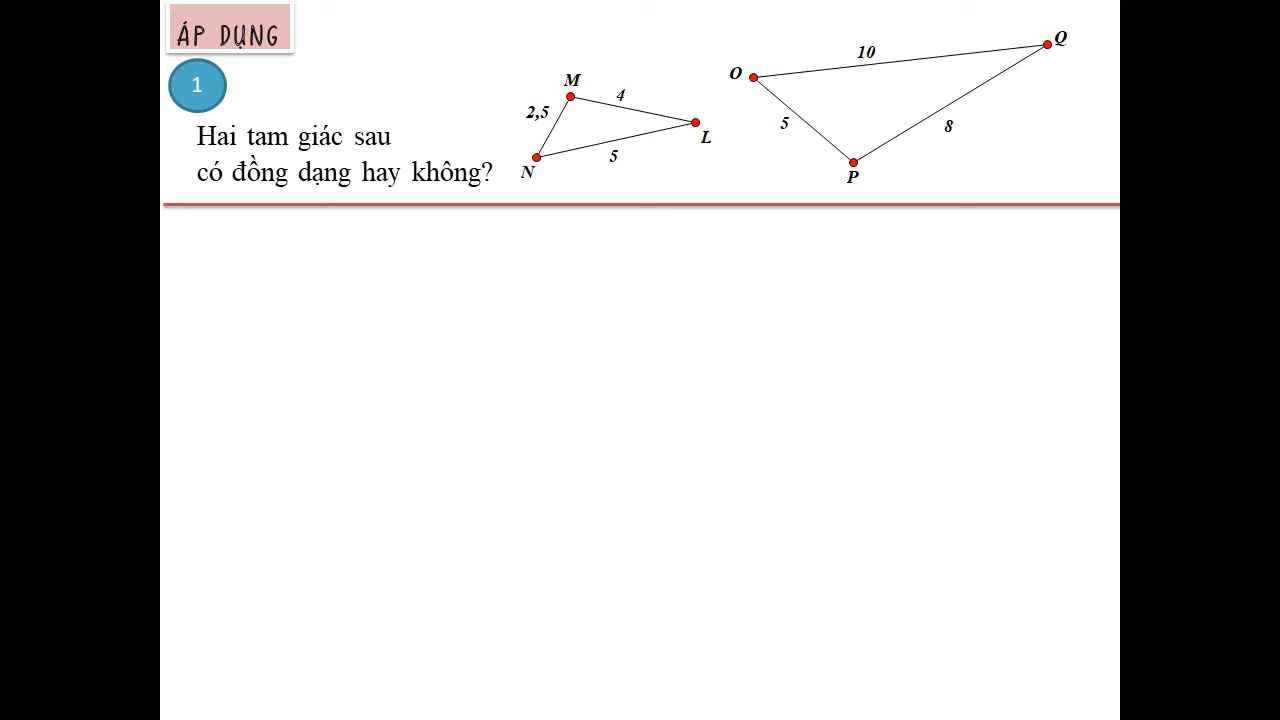 ÁP DỤNG
1
Hai tam giác sau
có đồng dạng hay không?
M
4
2,5
L
5
N
Q
10
O
5
8
P